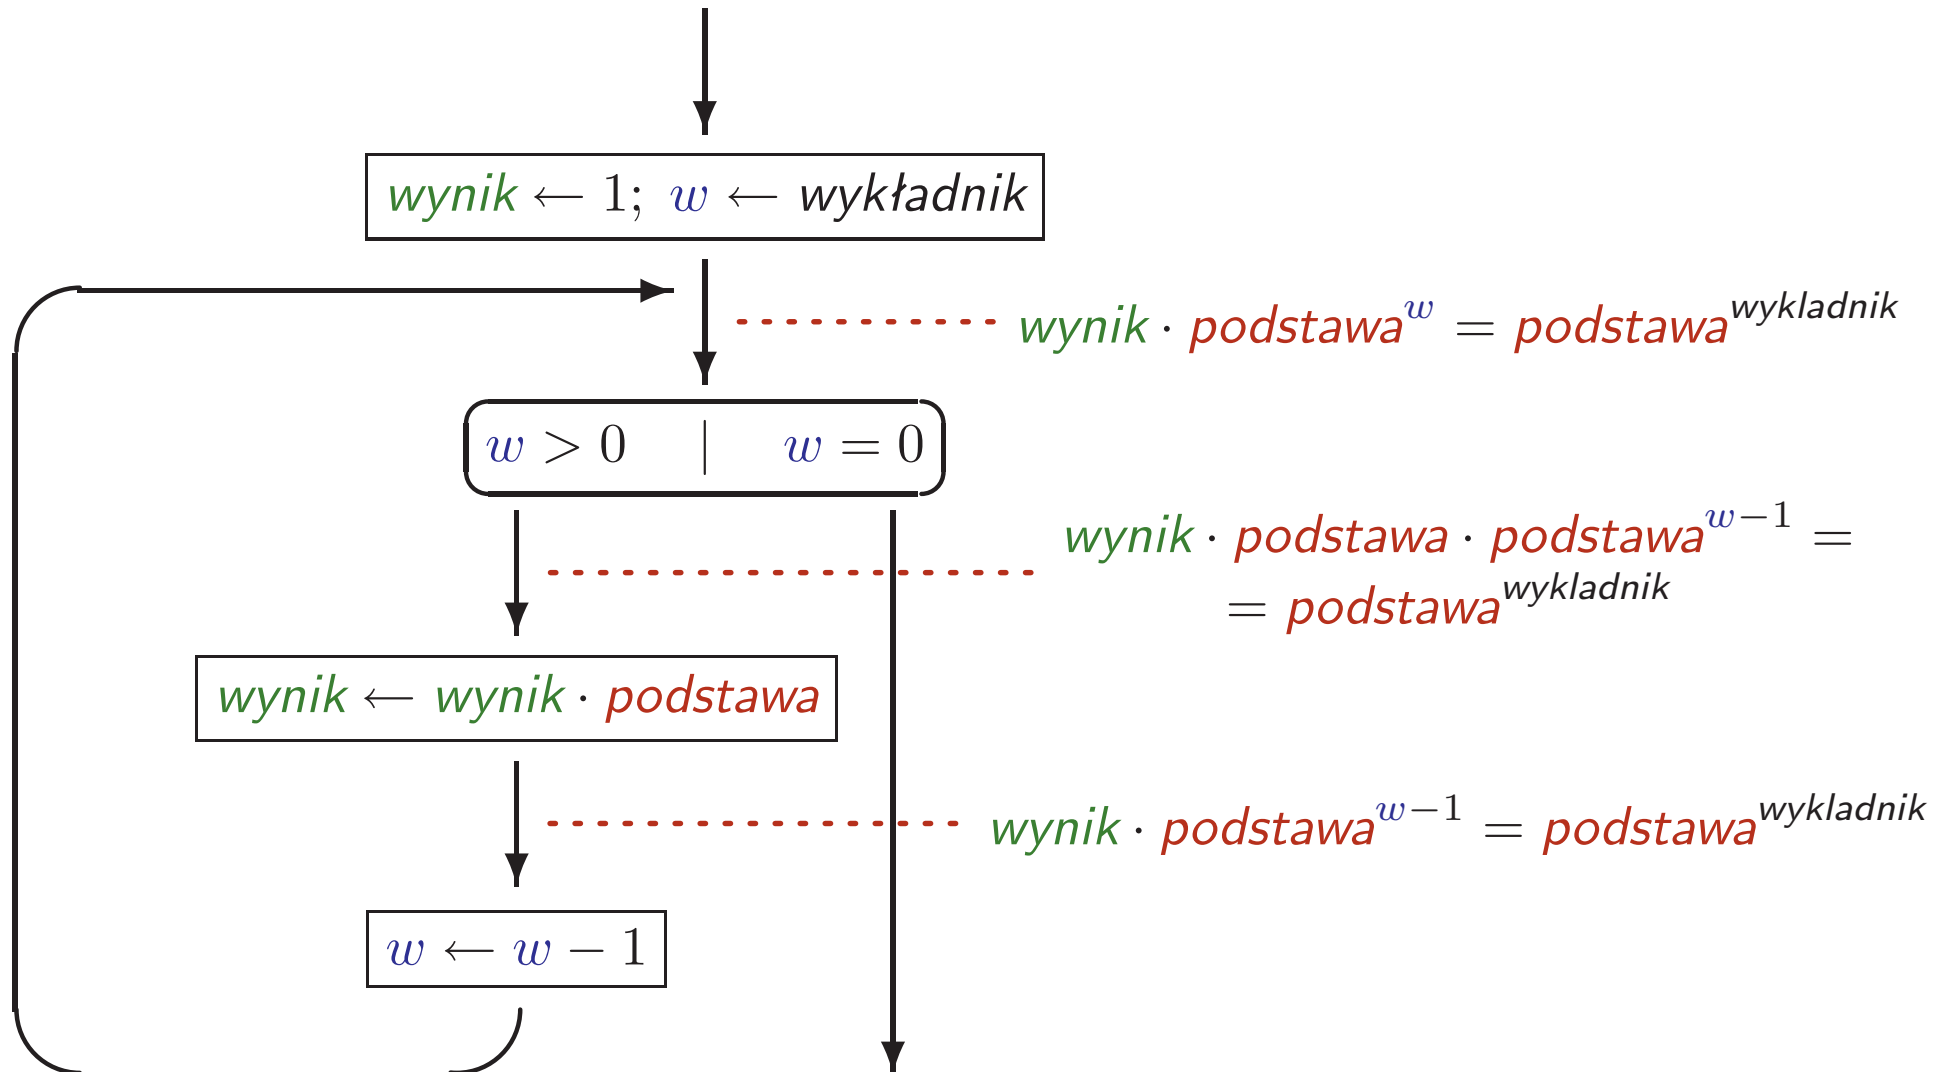 wynik ← 1; w ← wykładnik
wynik · podstawa^w = podstawa^wykladnik
w > 0 | w = 0
wynik · podstawa · podstawa^w−1 =
= podstawa^wykladnik
wynik ← wynik · podstawa
wynik · podstawa^w−1 = podstawa^wykladnik
w ← w − 1